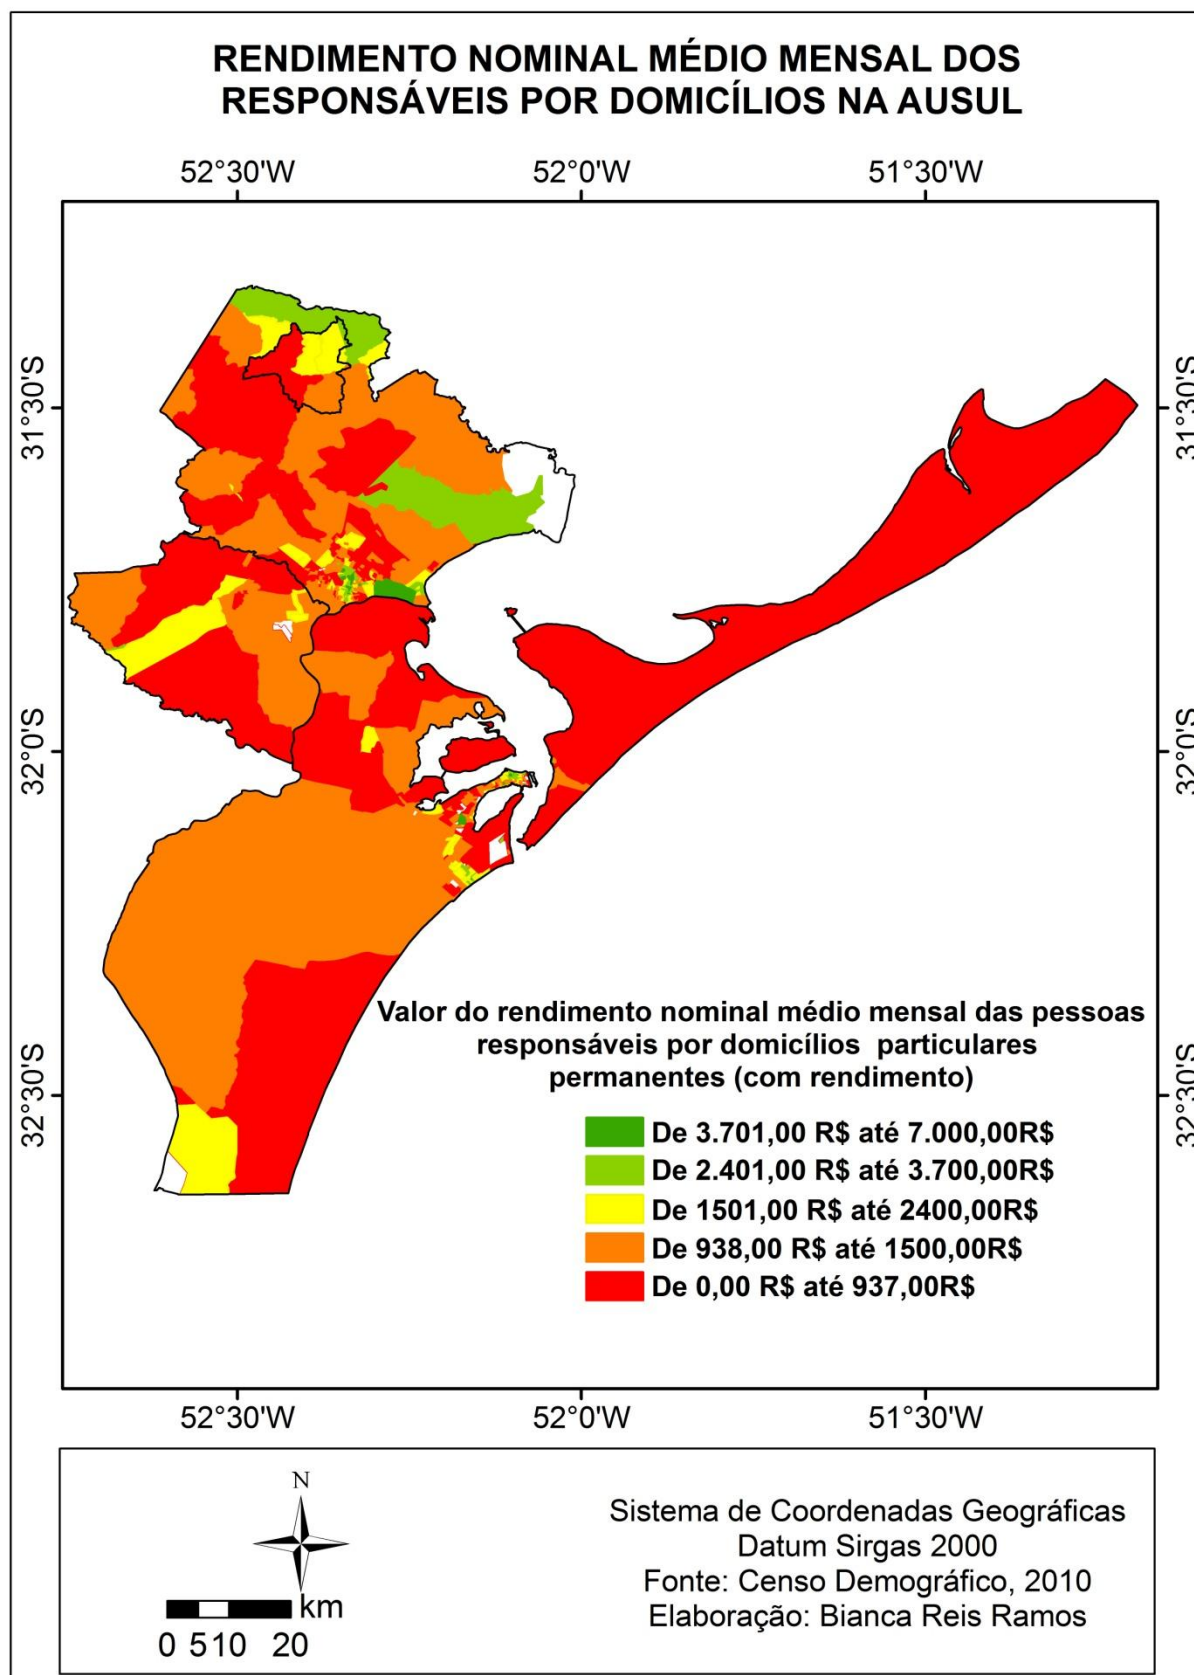 RENDIMENTO NOMINAL MÉDIO MENSAL DOS
RESPONSÁVEIS POR DOMICÍLIOS NA AUSUL
52°30'W 52°0'W 51°30'W
31°30'S 31°30'S
32°0'S 32°0'S
32°30'S 32°30'S
Valor do rendimento nominal médio mensal das pessoas
responsáveis por domicílios particulares
permanentes (com rendimento)
De 3.701,00 R$ até 7.000,00R$
De 2.401,00 R$ até 3.700,00R$
De 1501,00 R$ até 2400,00R$
De 938,00 R$ até 1500,00R$
De 0,00 R$ até 937,00R$
52°30'W 52°0'W 51°30'W
N
km
0 510 20
Sistema de Coordenadas Geográficas
Datum Sirgas 2000
Fonte: Censo Demográfico, 2010
Elaboração: Bianca Reis Ramos